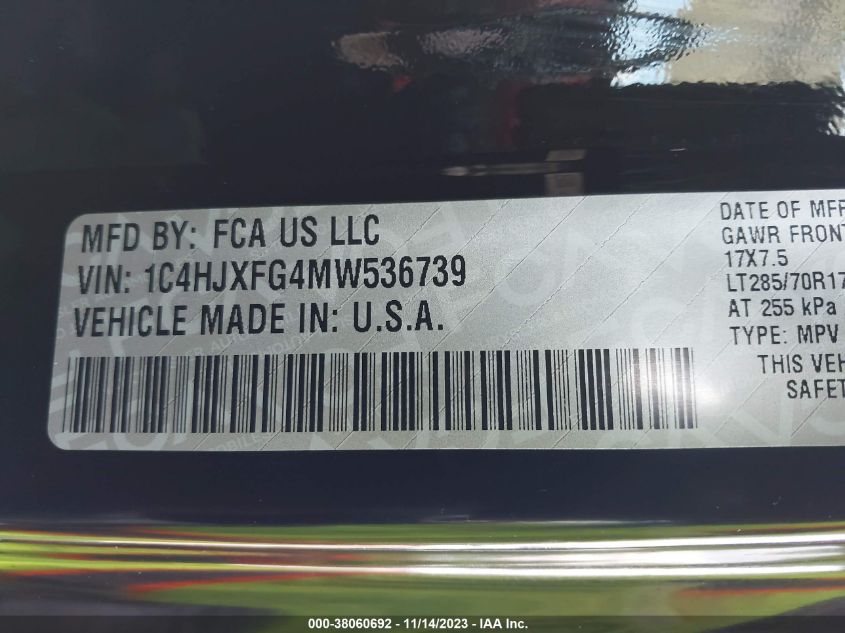 MFD BY: FCA US LLC
VIN: 1C4HJXFG4MW536739
VEHICLE MADE IN: U.S.A.
DATE OF MFR
GAWR FRONT
17X7.5
LT285/70R17
AT 255 kPa
TYPE: MPV
THIS VEH
SAFET
000-38060692 - 11/14/2023 - IAA Inc.